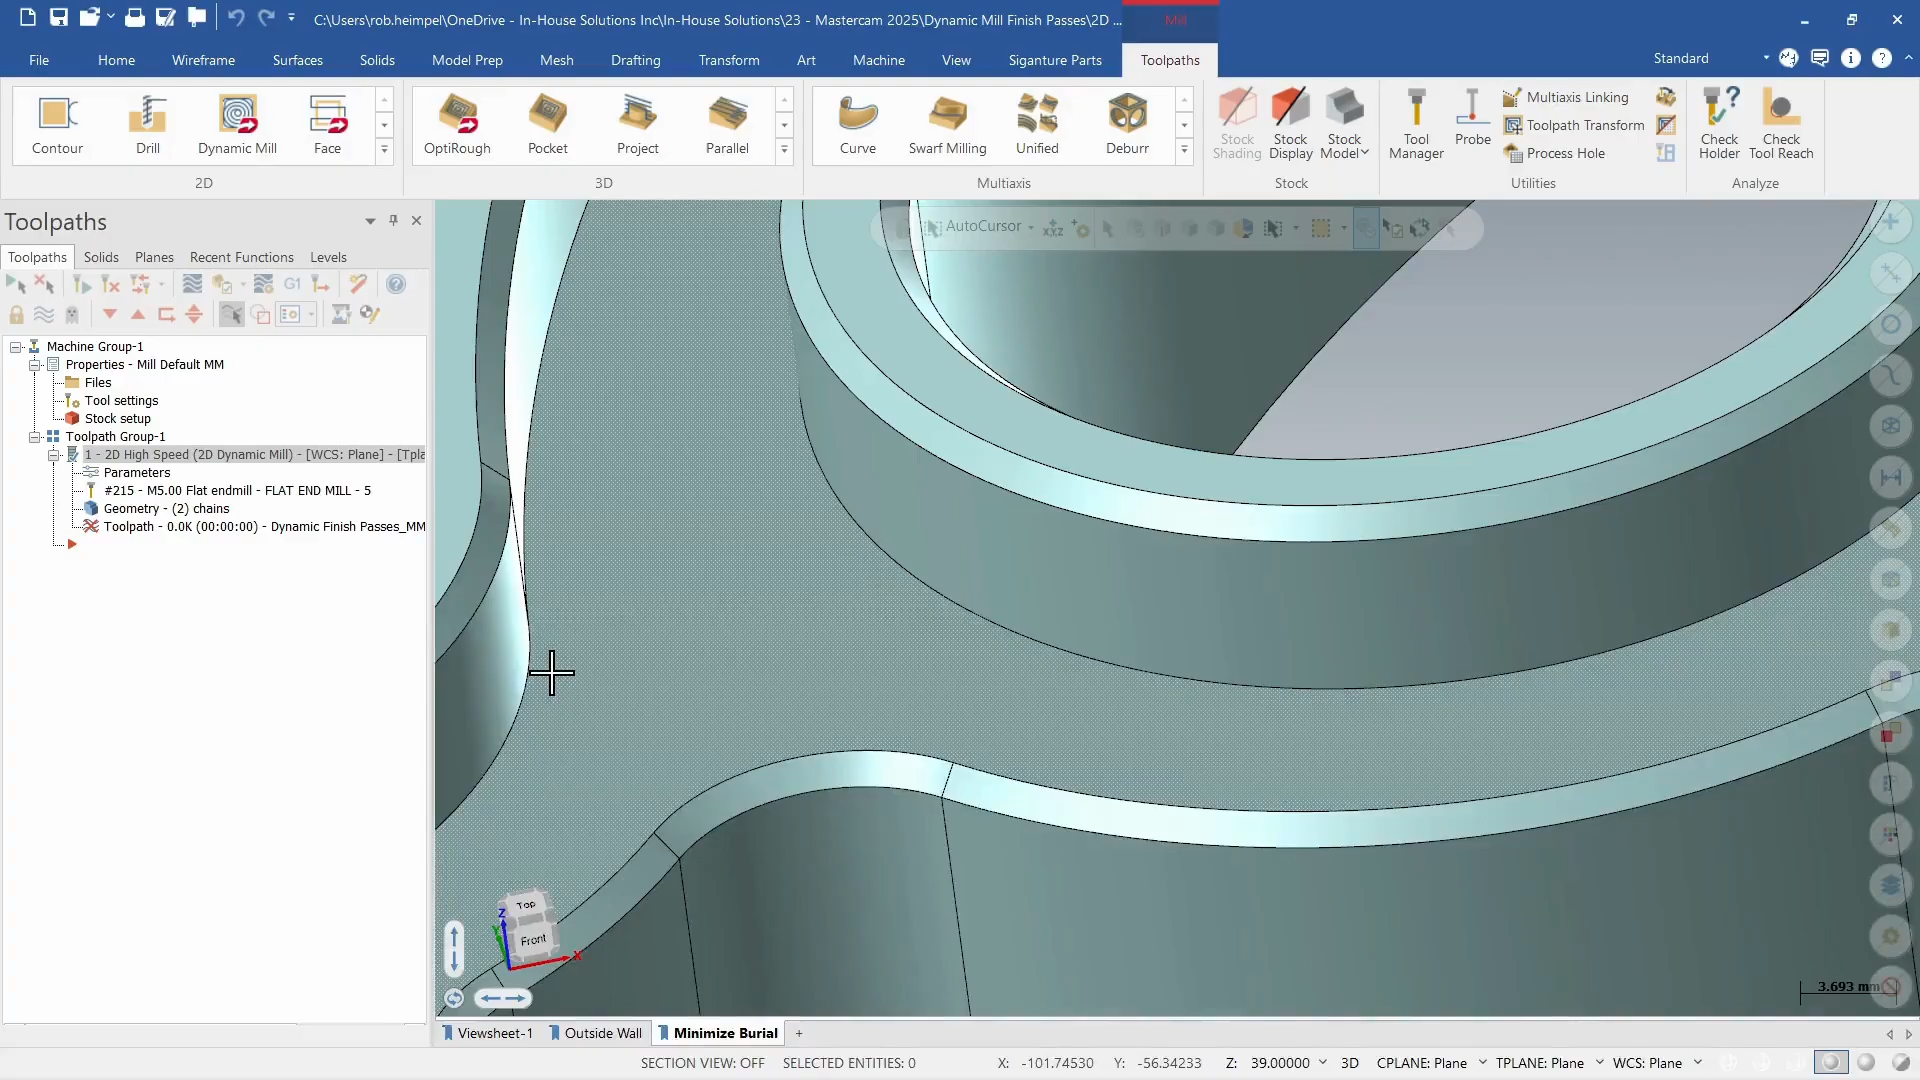 C:\Users\rob.heimpel\OneDrive - In-House Solutions Inc\In-House Solutions\23 - Mastercam 2025\Dynamic Mill Finish Passes\2D ...
Mill
File Home Wireframe Surfaces Solids Model Prep Mesh Drafting Transform Art Machine View Siganture Parts Toolpaths
Standard
Contour Drill Dynamic Mill Face
2D
OptiRough Pocket Project Parallel
3D
Curve Swarf Milling Unified Deburr
Multiaxis
Stock Shading
Stock Display
Stock Model
Stock
Tool Manager
Probe
Multiaxis Linking
Toolpath Transform
Process Hole
Utilities
Check Holder
Check Tool Reach
Analyze
Toolpaths
Toolpaths Solids Planes Recent Functions Levels
G1
Machine Group-1
Properties - Mill Default MM
Files
Tool settings
Stock setup
Toolpath Group-1
1 - 2D High Speed (2D Dynamic Mill) - [WCS: Plane] - [Tpla
Parameters
#215 - M5.00 Flat endmill - FLAT END MILL - 5
Geometry - (2) chains
Toolpath - 0.0K (00:00:00) - Dynamic Finish Passes_MM
AutoCursor
XYZ
Top
Front
Z
Y
X
3.693 mm
Viewsheet-1 Outside Wall Minimize Burial +
SECTION VIEW: OFF SELECTED ENTITIES: 0 X: -101.74530 Y: -56.34233 Z: 39.00000 3D CPLANE: Plane TPLANE: Plane WCS: Plane